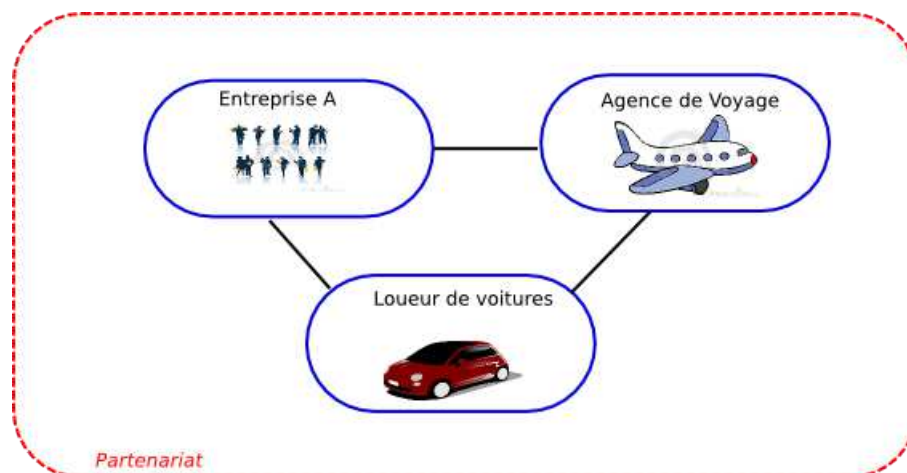 Entreprise A
Agence de Voyage
Loueur de voitures
Partenariat